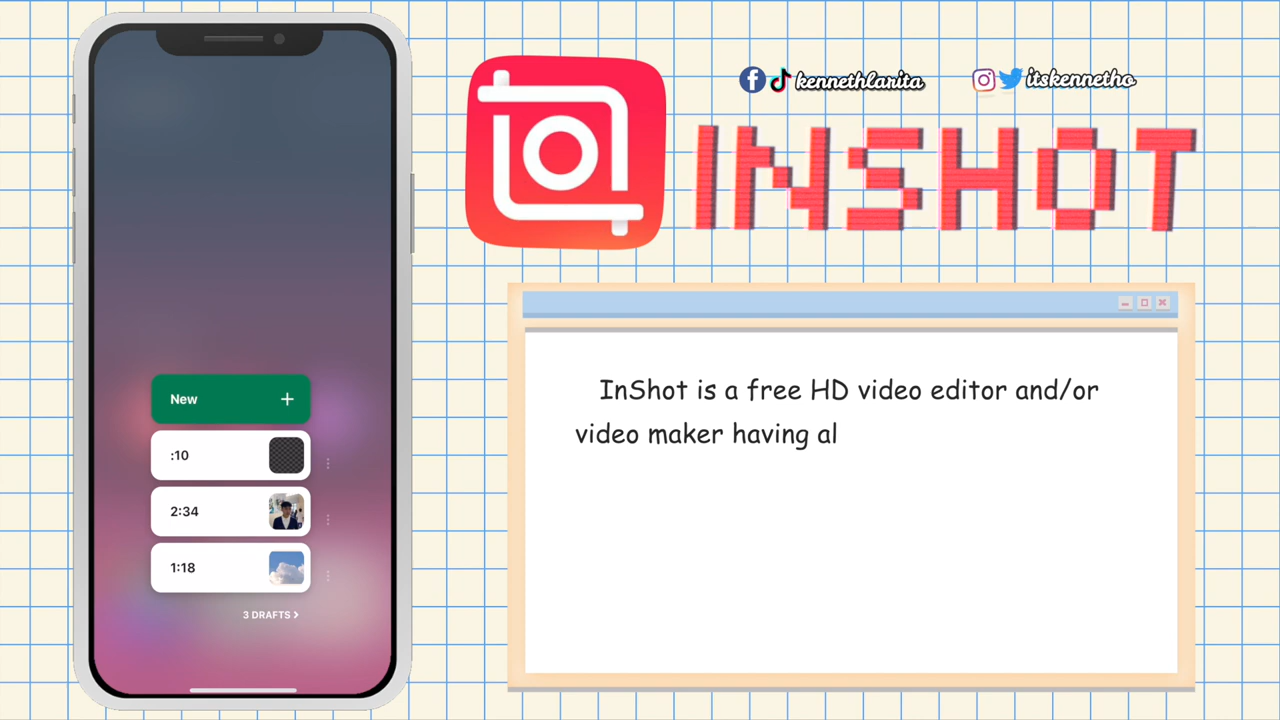 kennethlarita
itskennetho
INSHOT
InShot is a free HD video editor and/or
video maker having al
New +
:10
2:34
1:18
3 DRAFTS >